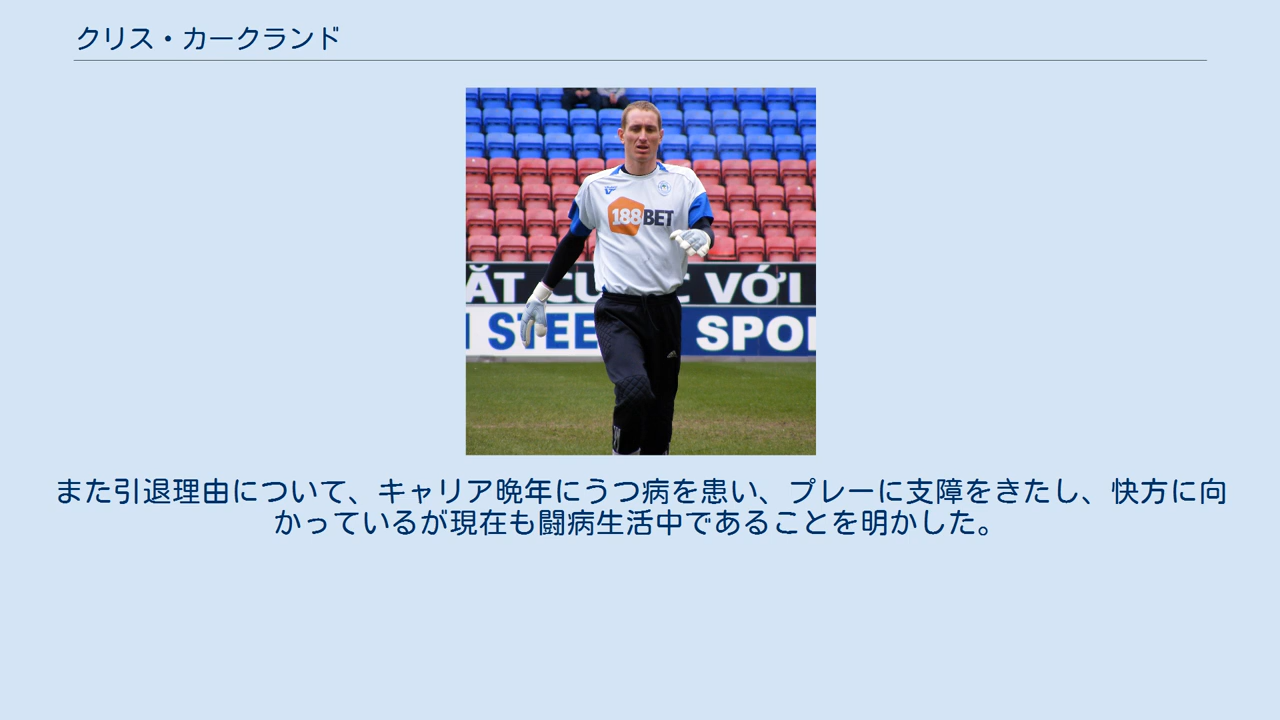 クリス・カークランド
188BET
ĂT CU C VỚI
STEE SPO
また引退理由について、キャリア晩年にうつ病を患い、プレーに支障をきたし、快方に向
かっているが現在も闘病生活中であることを明かした。